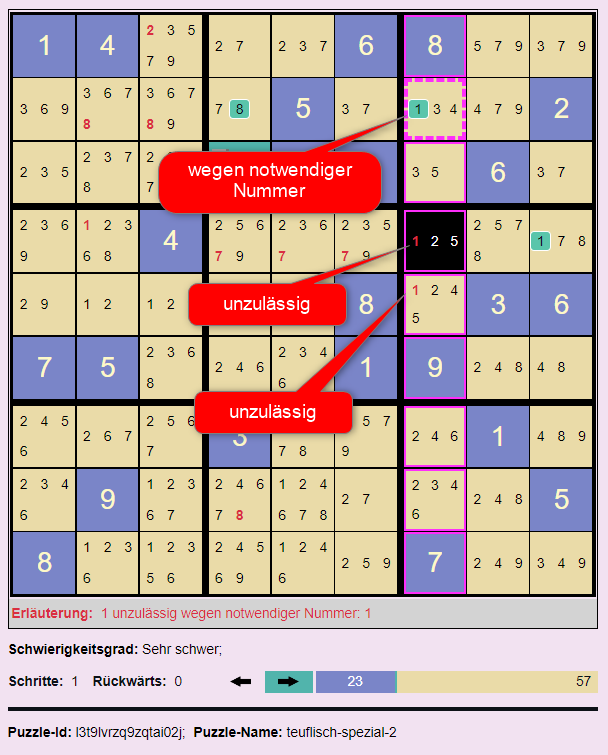 1 4 2 3 5 2 7 2 3 7 6 8 5 7 9 3 7 9
7 9
3 6 9 3 6 7 3 6 7 7 8 5 3 7 1 3 4 4 7 9 2
8 8 9
2 3 5 2 3 7 2 3 5 6 3 7
8 7
wegen notwendiger
Nummer
2 3 6 1 2 3 4 2 5 6 2 3 6 2 3 5 1 2 5 2 5 7 1 7 8
9 6 8 7 9 7 7 9 8
2 9 1 2 1 2 8 1 2 4 3 6
5
unzulässig
7 5 2 3 6 2 4 6 2 3 4 1 9 2 4 8 4 8
8 6
unzulässig
2 4 5 2 6 7 2 5 6 3 5 7 2 4 6 1 4 8 9
6 7 7 8 9
2 3 4 9 1 2 3 2 4 6 1 2 4 2 7 2 3 4 2 4 8 5
6 6 7 7 8 6 7 8 6
8 1 2 3 1 2 3 2 4 5 1 2 4 2 5 9 7 2 4 9 3 4 9
6 5 6 6 9 6
Erläuterung: 1 unzulässig wegen notwendiger Nummer: 1
Schwierigkeitsgrad: Sehr schwer;
Schritte: 1 Rückwärts: 0 23 57
Puzzle-Id: l3t9lvrzq9zqtai02j; Puzzle-Name: teuflisch-spezial-2